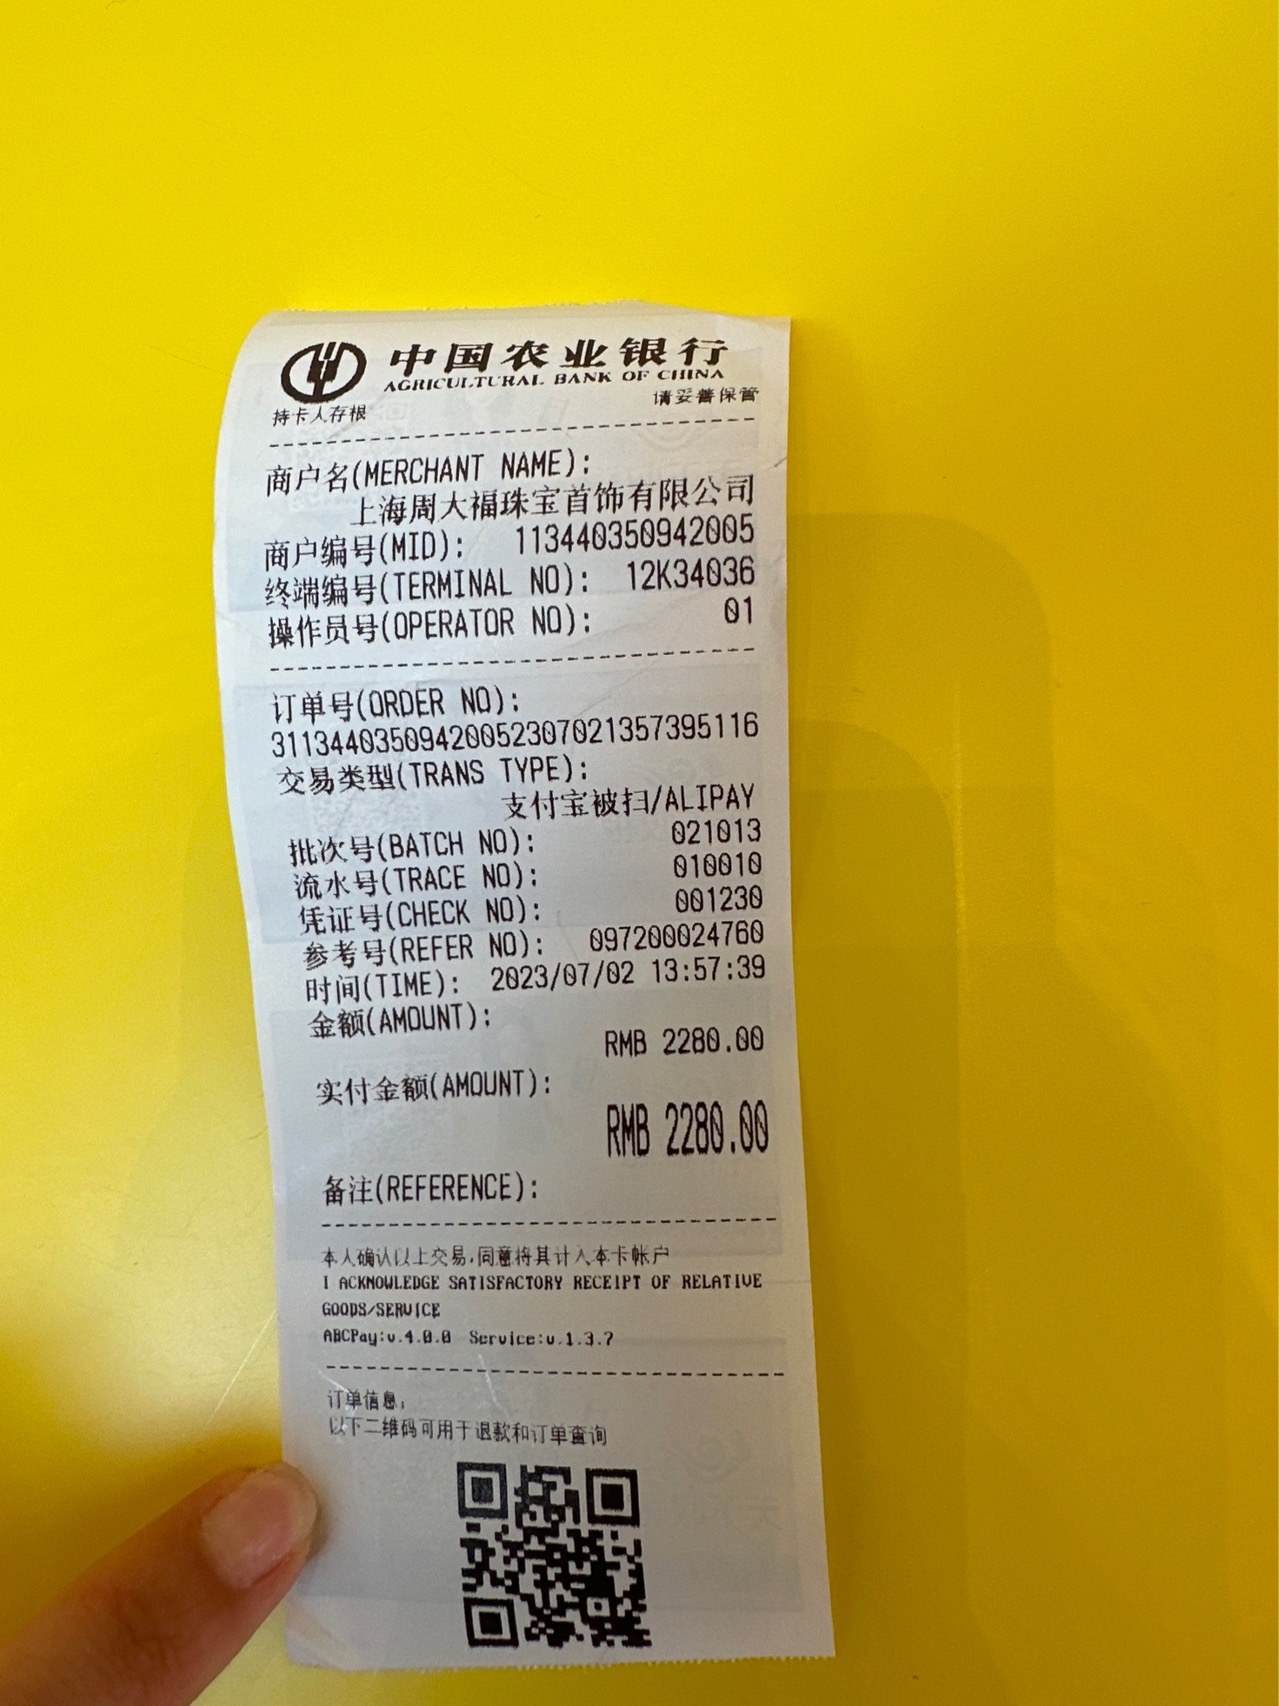 中国农业银行
AGRICULTURAL BANK OF CHINA
持卡人存根 请妥善保管
商户名(MERCHANT NAME):
上海周大福珠宝首饰有限公司
商户编号(MID): 113440350942005
终端编号(TERMINAL NO): 12K34036
操作员号(OPERATOR NO): 01
订单号(ORDER NO):
31134403509420052307021357395116
交易类型(TRANS TYPE):
支付宝被扫/ALIPAY
批次号(BATCH NO): 021013
流水号(TRACE NO): 010010
凭证号(CHECK NO): 001230
参考号(REFER NO): 097200024760
时间(TIME): 2023/07/02 13:57:39
金额(AMOUNT):
RMB 2280.00
实付金额(AMOUNT):
RMB 2280.00
备注(REFERENCE):
本人确认以上交易,同意将其计入本卡帐户
I ACKNOWLEDGE SATISFACTORY RECEIPT OF RELATIVE
GOODS/SERVICE
ABCPay:v.4.0.0 Service:v.1.3.7
订单信息:
以下二维码可用于退款和订单查询